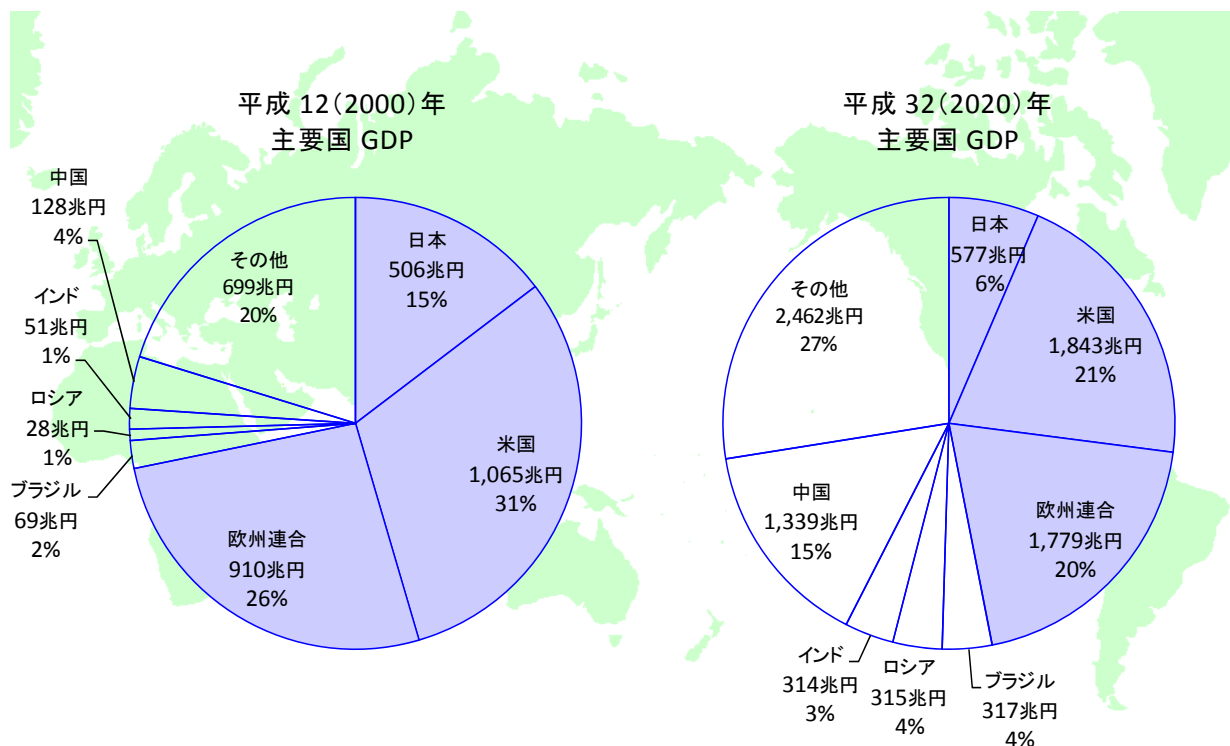 平成 12(2000)年
主要国 GDP
中国
128兆円
4%
インド
51兆円
1%
ロシア
28兆円
1%
ブラジル
69兆円
2%
その他
699兆円
20%
日本
506兆円
15%
米国
1,065兆円
31%
欧州連合
910兆円
26%
平成 32(2020)年
主要国 GDP
日本
577兆円
6%
その他
2,462兆円
27%
米国
1,843兆円
21%
中国
1,339兆円
15%
欧州連合
1,779兆円
20%
インド
314兆円
3%
ロシア
315兆円
4%
ブラジル
317兆円
4%